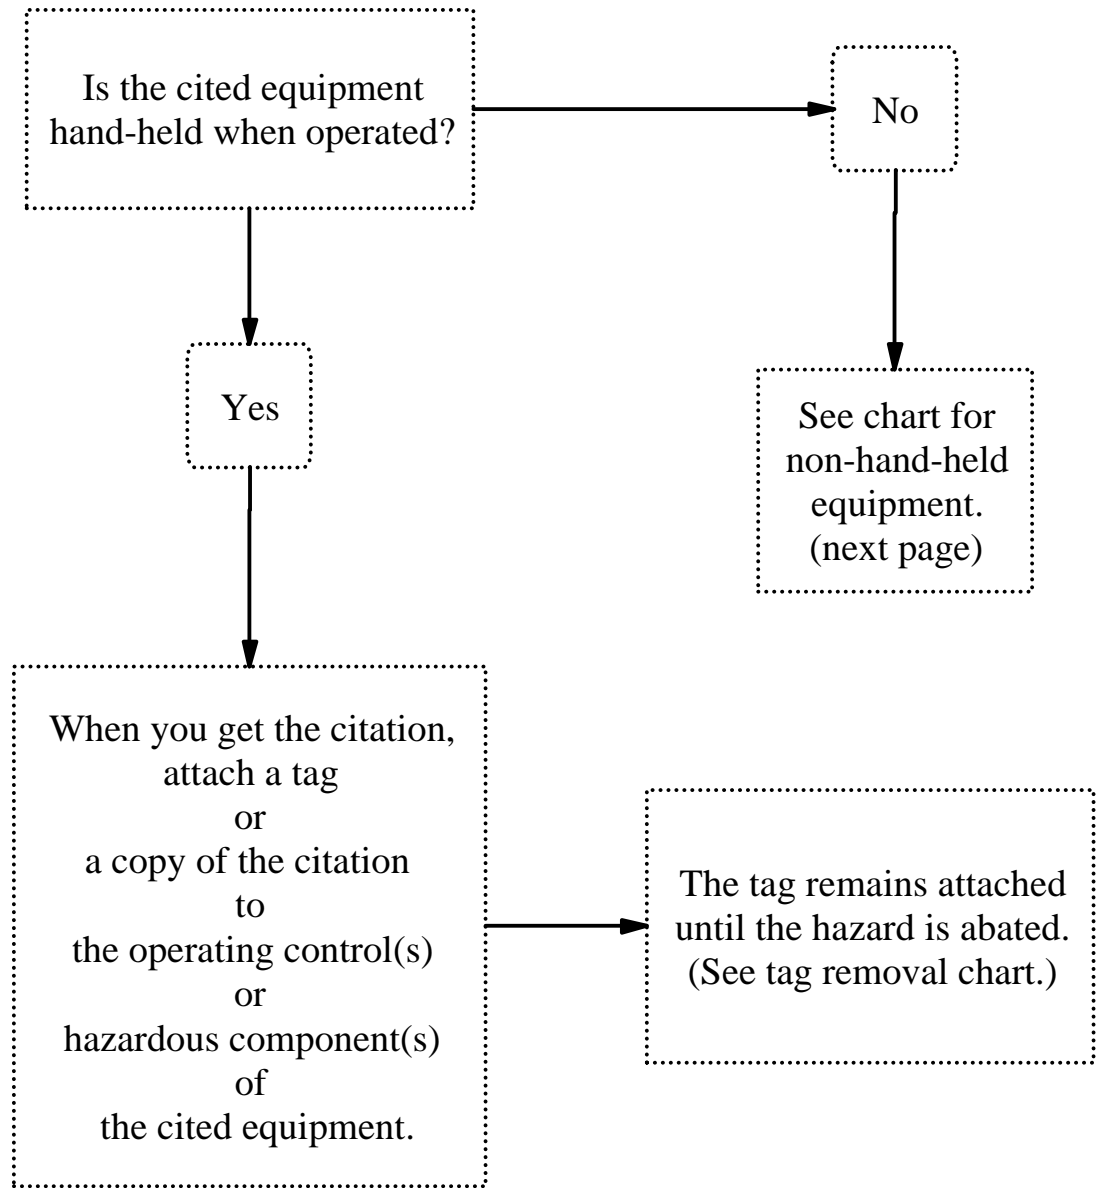 Is the cited equipment
hand-held when operated?
No
Yes
See chart for
non-hand-held
equipment.
(next page)
When you get the citation,
attach a tag
or
a copy of the citation
to
the operating control(s)
or
hazardous component(s)
of
the cited equipment.
The tag remains attached
until the hazard is abated.
(See tag removal chart.)